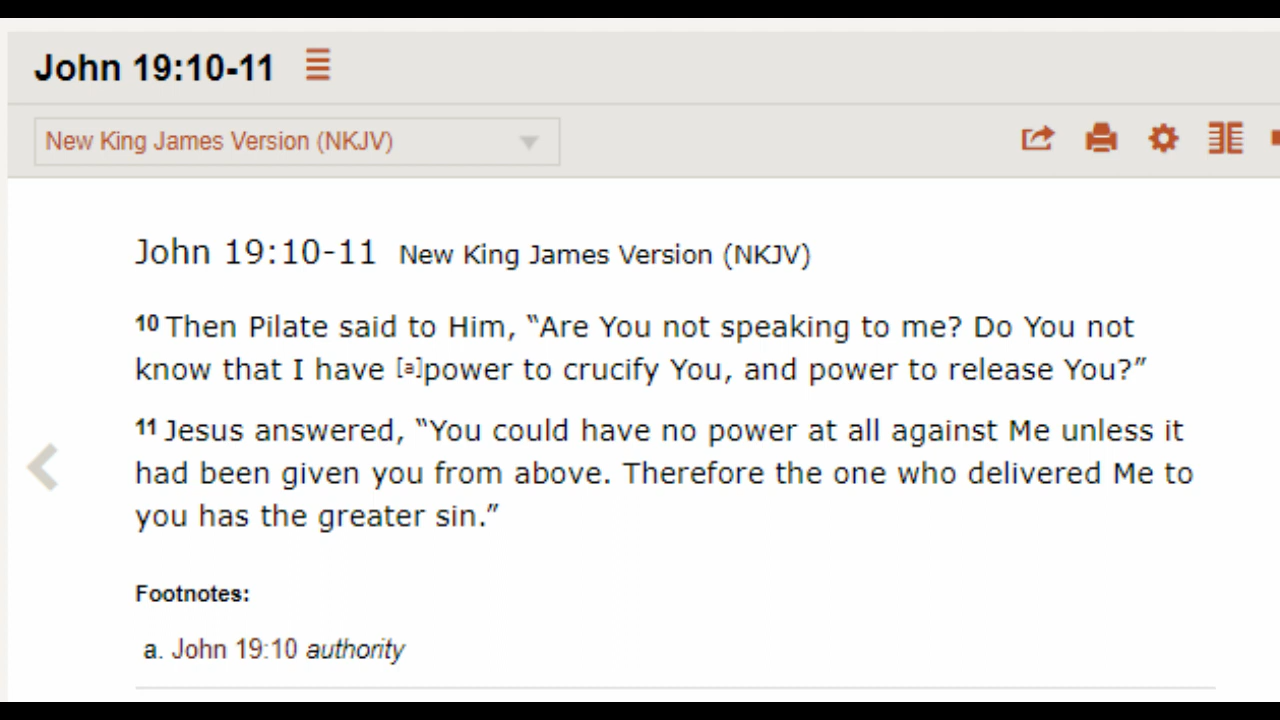 John 19:10-11
New King James Version (NKJV)
John 19:10-11 New King James Version (NKJV)
10 Then Pilate said to Him, “Are You not speaking to me? Do You not
know that I have [a]power to crucify You, and power to release You?”
11 Jesus answered, “You could have no power at all against Me unless it
had been given you from above. Therefore the one who delivered Me to
you has the greater sin.”
Footnotes:
a. John 19:10 authority